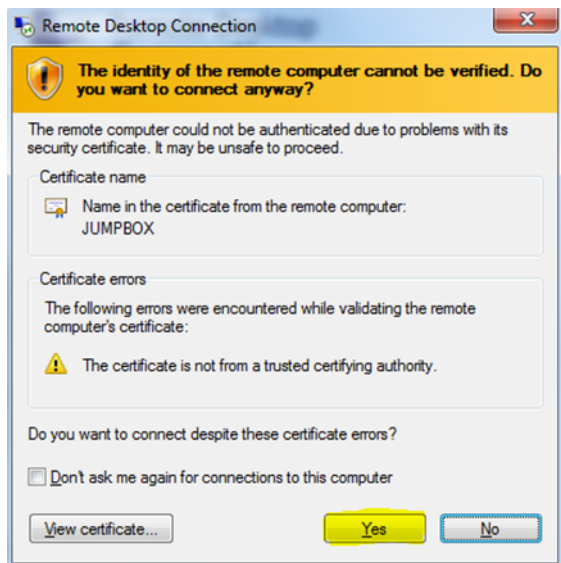 Remote Desktop Connection
The identity of the remote computer cannot be verified. Do
you want to connect anyway?
The remote computer could not be authenticated due to problems with its
security certificate. It may be unsafe to proceed.
Certificate name
Name in the certificate from the remote computer:
JUMPBOX
Certificate errors
The following errors were encountered while validating the remote
computer's certificate:
The certificate is not from a trusted certifying authority.
Do you want to connect despite these certificate errors?
Don't ask me again for connections to this computer
View certificate...
Yes
No